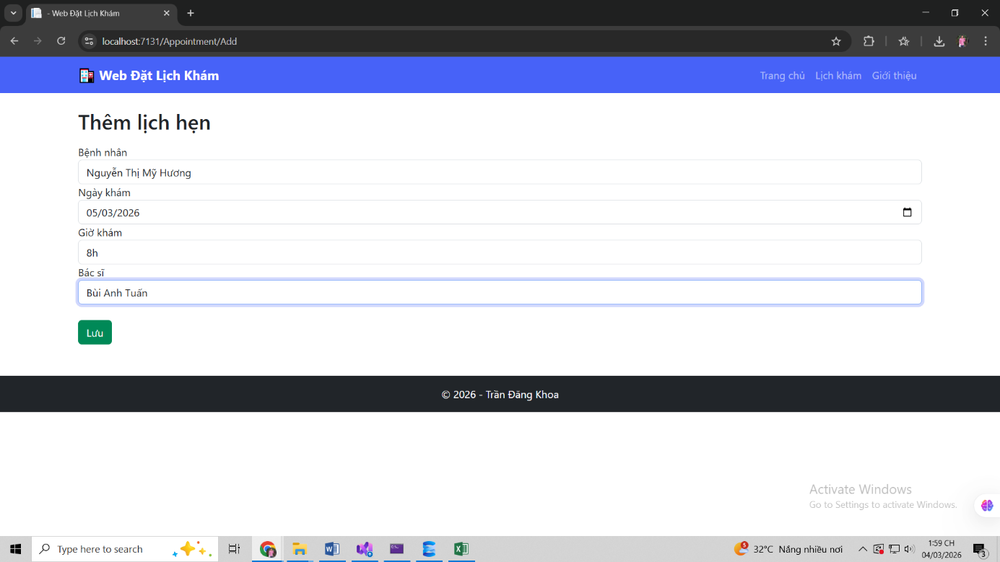 - Web Đặt Lịch Khám
localhost:7131/Appointment/Add
Web Đặt Lịch Khám
Trang chủ Lịch khám Giới thiệu
Thêm lịch hẹn
Bệnh nhân
Nguyễn Thị Mỹ Hương
Ngày khám
05/03/2026
Giờ khám
8h
Bác sĩ
Bùi Anh Tuấn
Lưu
© 2026 - Trần Đăng Khoa
Activate Windows
Go to Settings to activate Windows.
Type here to search
5
32°C Nắng nhiều nơi
1:59 CH
04/03/2026
3